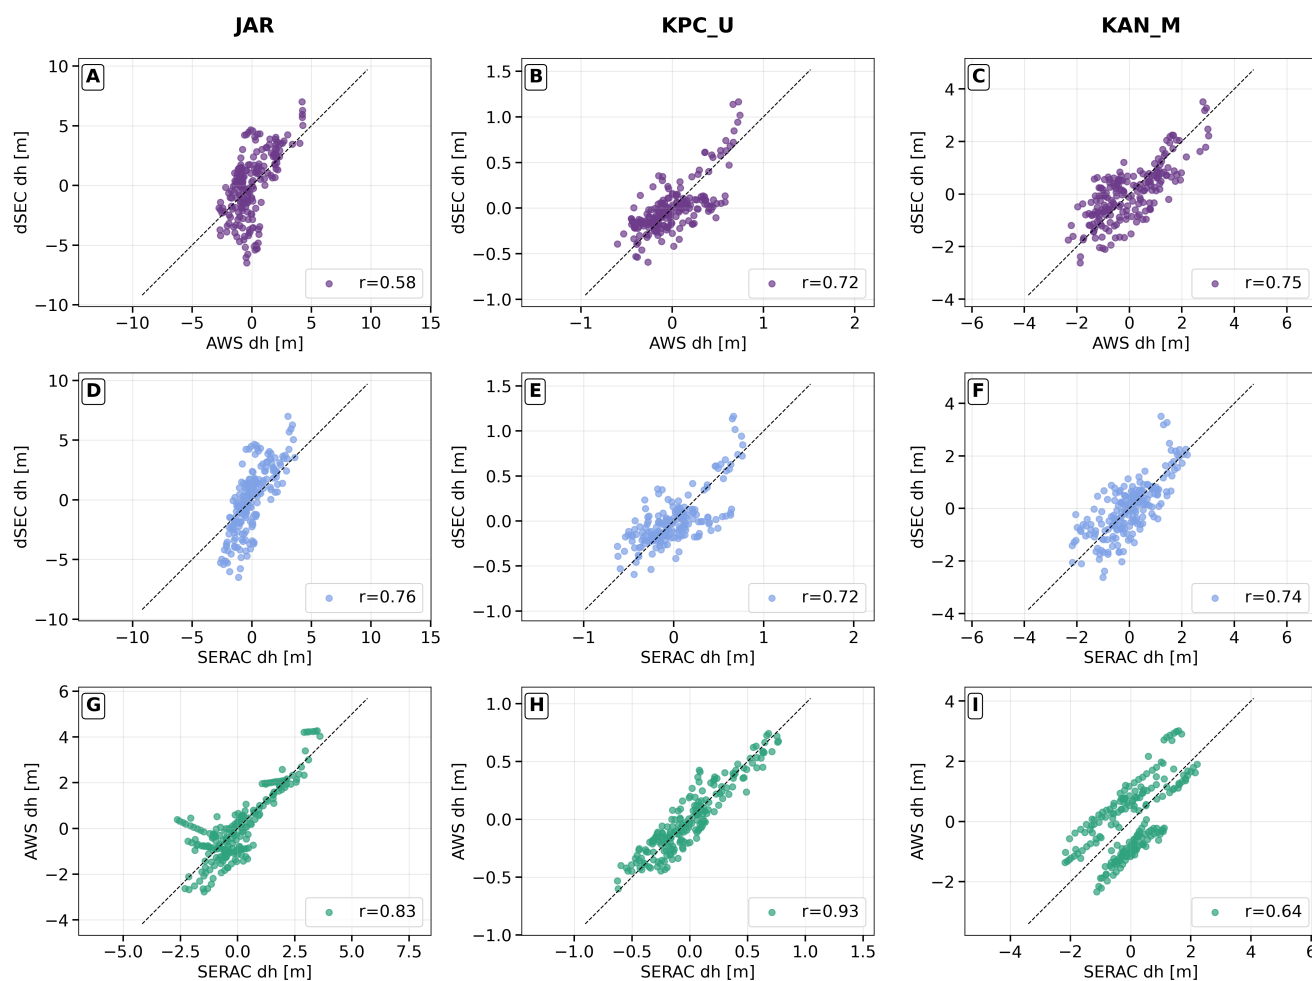 JAR KPC_U KAN_M
A
10
5
0
−5
−10
dSEC dh [m]
r=0.58
−10 −5 0 5 10 15
AWS dh [m]
B
1.5
1.0
0.5
0.0
−0.5
−1.0
dSEC dh [m]
r=0.72
−1 0 1 2
AWS dh [m]
C
4
2
0
−2
−4
dSEC dh [m]
r=0.75
−6 −4 −2 0 2 4 6
AWS dh [m]
D
10
5
0
−5
−10
dSEC dh [m]
r=0.76
−10 −5 0 5 10 15
SERAC dh [m]
E
1.5
1.0
0.5
0.0
−0.5
−1.0
dSEC dh [m]
r=0.72
−1 0 1 2
SERAC dh [m]
F
4
2
0
−2
−4
dSEC dh [m]
r=0.74
−6 −4 −2 0 2 4 6
SERAC dh [m]
G
6
4
2
0
−2
−4
AWS dh [m]
r=0.83
−5.0 −2.5 0.0 2.5 5.0 7.5
SERAC dh [m]
H
1.0
0.5
0.0
−0.5
−1.0
AWS dh [m]
r=0.93
−1.0 −0.5 0.0 0.5 1.0 1.5
SERAC dh [m]
I
4
2
0
−2
AWS dh [m]
r=0.64
−4 −2 0 2 4 6
SERAC dh [m]